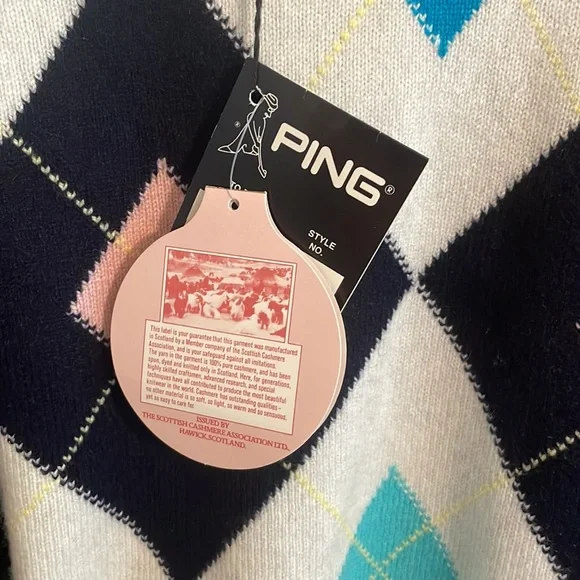 PING®
STYLE
NO.
This label is your guarantee that this garment was manufactured
in Scotland by a Member company of the Scottish Cashmere
Association, and is your safeguard against all imitations.
The yarn in the garment is 100% pure cashmere, and has been
spun, dyed and knitted only in Scotland. Here, for generations,
highly skilled craftsmen, advanced research, and special
techniques have all contributed to produce the most beautiful
knitwear in the world. Cashmere has outstanding qualities –
no other material is so soft, so light, so warm and so sensuous,
yet so easy to care for.
ISSUED BY
THE SCOTTISH CASHMERE ASSOCIATION LTD.,
HAWICK, SCOTLAND.